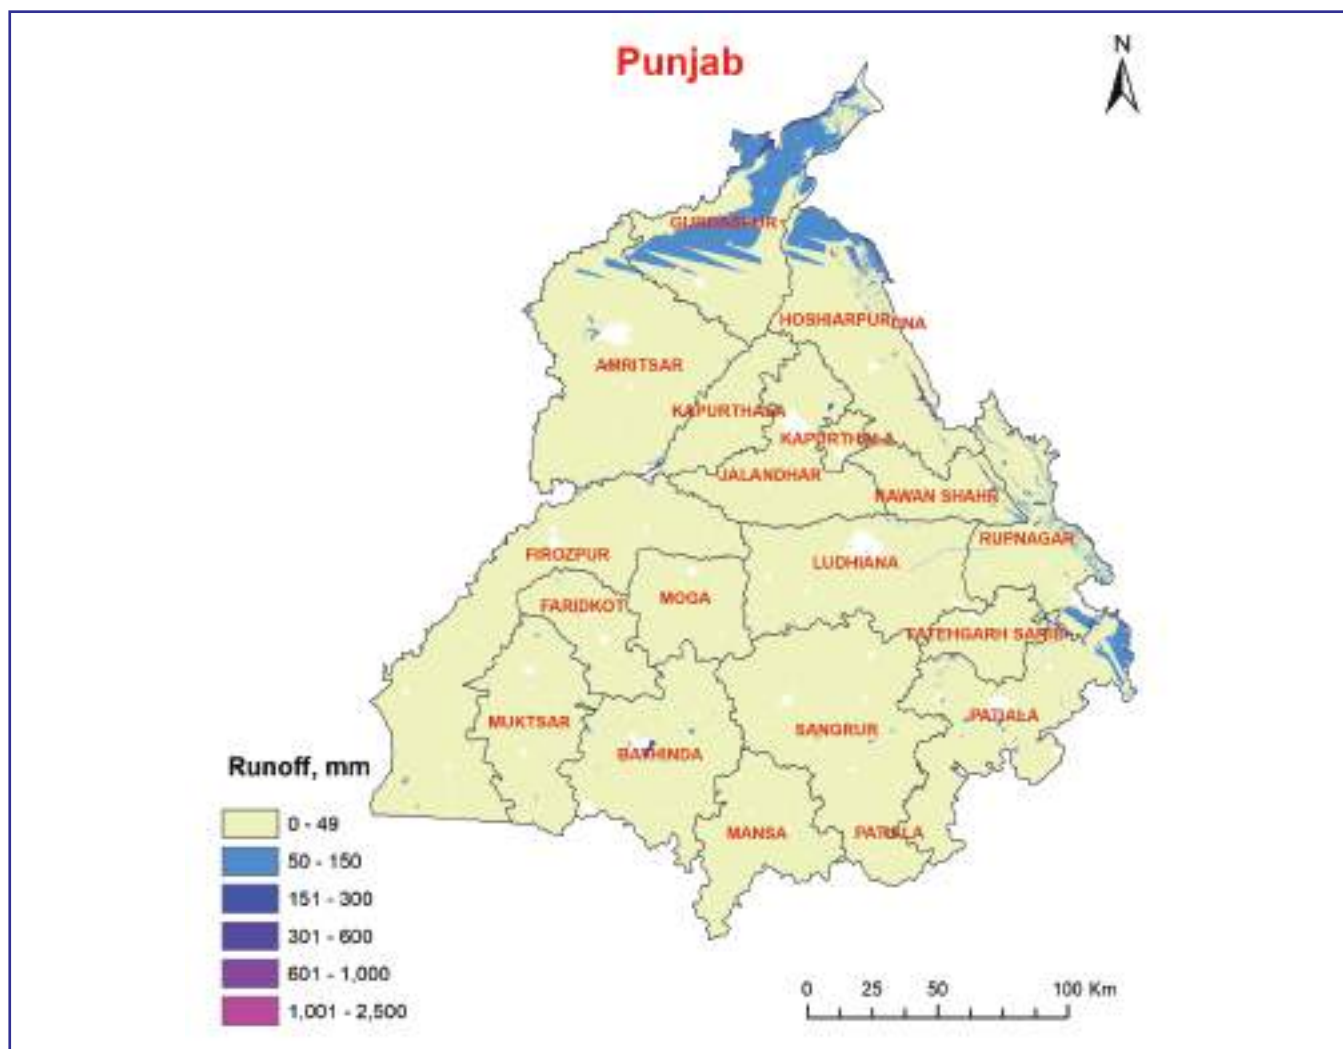 Punjab
N
GURDASPUR
HOSHIARPUR
UNA
AMRITSAR
KAPURTHALA
KAPURTHALA
JALANDHAR
NAWAN SHAHR
FIROZPUR
LUDHIANA
RUPNAGAR
FARIDKOT
MOGA
FATEHGARH SAHIB
MUKTSAR
SANGRUR
PATIALA
BATHINDA
MANSA
PATIALA
Runoff, mm
0 - 49
50 - 150
151 - 300
301 - 600
601 - 1,000
1,001 - 2,500
0 25 50 100 Km